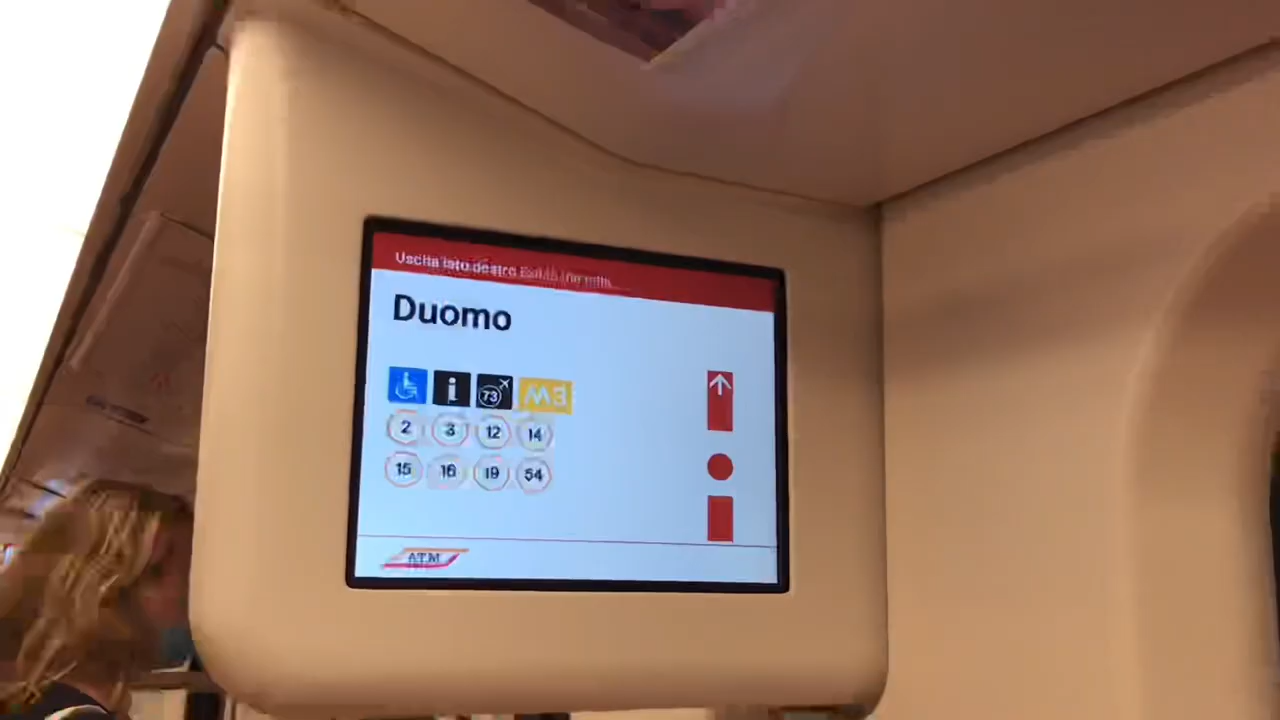 Uscita lato destro
Duomo
i 73 M3
2 3 12 14
15 16 19 54
ATM